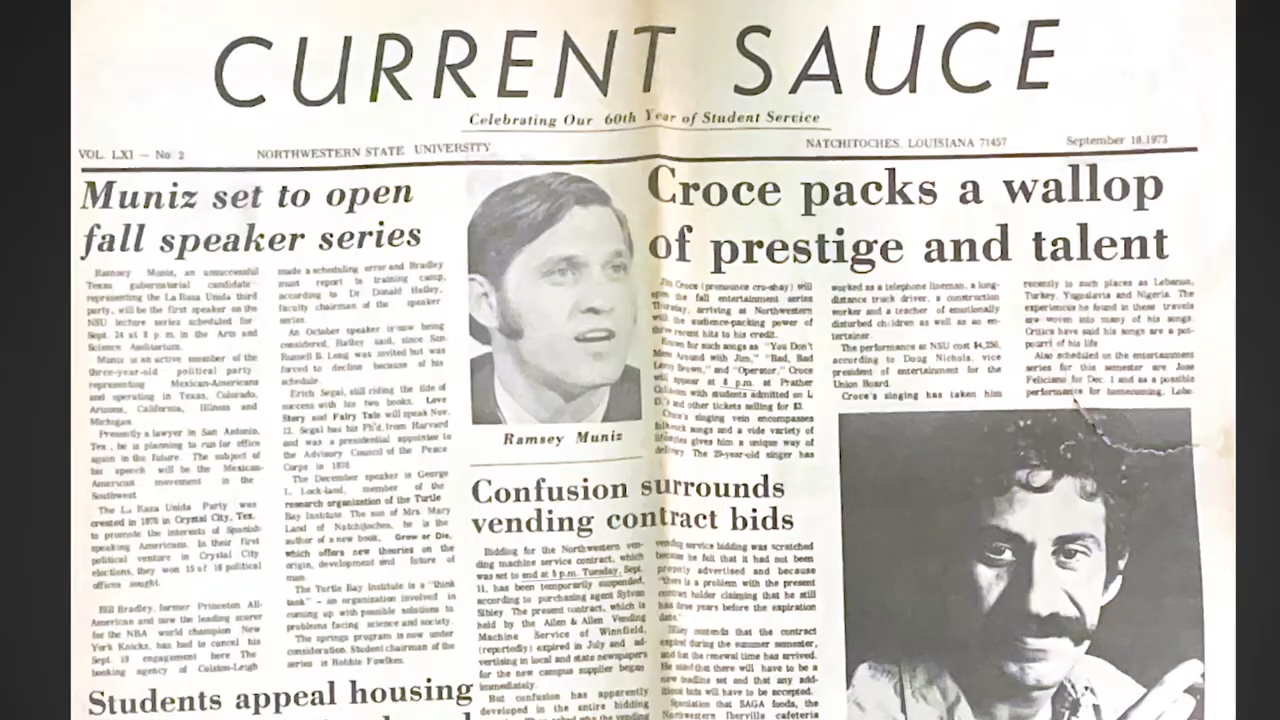 CURRENT SAUCE
Celebrating Our 60th Year of Student Service
VOL. LXI — No 2
NORTHWESTERN STATE UNIVERSITY
NATCHITOCHES, LOUISIANA 71457
September 18, 1973
Muniz set to open
fall speaker series
Ramsey Muniz, an unsuccessful
Texas gubernatorial candidate
representing the La Raza Unida third
party, will be the first speaker on the
NSU lecture series scheduled for
Sept. 24 at 8 p.m. in the Arts and
Science Auditorium.
Muniz is an active member of the
three-year-old political party
representing Mexican-Americans
and operating in Texas, Colorado,
Arizona, California, Illinois and
Michigan
Presently a lawyer in San Antonio,
Tex., he is planning to run for office
again in the future. The subject of
his speech will be the Mexican-
American movement in the
Southwest
The La Raza Unida Party was
created in 1970 in Crystal City, Tex.
to promote the interests of Spanish-
speaking Americans. In their first
political venture in Crystal City
elections, they won 15 of 16 political
offices sought.
Bill Bradley, former Princeton All-
American and now the leading scorer
for the NBA world champion New
York Knicks, has had to cancel his
Sept. 19 engagement here The
booking agency of Colston-Leigh
made a scheduling error and Bradley
must report to training camp,
according to Dr Donald Hatley,
faculty chairman of the speaker
series.
An October speaker is now being
considered, Hatley said, since Sen.
Russell B. Long was invited but was
forced to decline because of his
schedule.
Erich Segal, still riding the tide of
success with his two books, Love
Story and Fairy Tale will speak Nov.
12. Segal has his Ph'd. from Harvard
and was a presidential appointee to
the Advisory Council of the Peace
Corps in 1970.
The December speaker is George
I. Lock-land, member of the
research organization of the Turtle
Bay Institute The son of Mrs. Mary
Land of Natchitoches, he is the
author of a new book, Grow or Die,
which offers new theories on the
origin, development and future of
man
The Turtle Bay Institute is a "think
tank" – an organization involved in
coming up with possible solutions to
problems facing science and society.
The springs program is now under
consideration. Student chairman of the
series is Robbie Fowlkes.
Students appeal housing
Ramsey Muniz
Croce packs a wallop
of prestige and talent
Jim Croce (pronounce cro-shay) will
open the fall entertainment series
Thursday, arriving at Northwestern
with the audience-packing power of
three recent hits to his credit.
Known for such songs as "You Don't
Mess Around with Jim," "Bad, Bad
Leroy Brown," and "Operator," Croce
will appear at 8 p.m. at Prather
Coliseum with students admitted on I.
D.'s and other tickets selling for $3.
Croce's singing vein encompasses
folk-rock songs and a vide variety of
lifestyles gives him a unique way of
delivery The 29-year-old singer has
worked as a telephone lineman, a long-
distance truck driver, a construction
worker and a teacher of emotionally
disturbed children as well as an en-
tertainer.
The performance at NSU cost $4,250,
according to Doug Nichols, vice
president of entertainment for the
Union Board.
Croce's singing has taken him
recently to such places as Lebanon,
Turkey, Yugoslavia and Nigeria. The
experiences he found in these travels
are woven into many of his songs.
Critics have said his songs are a pot-
pourri of his life
Also scheduled on the entertainment
series for this semester are Jose
Feliciano for Dec. 1 and as a possible
performance for homecoming, Lobo.
Confusion surrounds
vending contract bids
Bidding for the Northwestern ven-
ding machine service contract, which
was set to end at 5 p.m. Tuesday, Sept.
11, has been temporarily suspended,
according to purchasing agent Sylvan
Sibley. The present contract, which is
held by the Allen & Allen Vending
Machine Service of Winnfield,
(reportedly) expired in July and ad-
vertising in local and state newspapers
for the new campus supplier began
immediately.
But confusion has apparently
developed in the entire bidding
vending service bidding was scratched
because he felt that it had not been
properly advertised and because
"there is a problem with the present
contract holder claiming that he still
has five years before the expiration
date."
Sibley contends that the contract
expired during the summer semester,
and that the renewal time has arrived.
He said that there will have to be a
new deadline set and that any add-
itional bids will have to be accepted.
Speculation that SAGA foods, the
Northwestern Iberville cafeteria